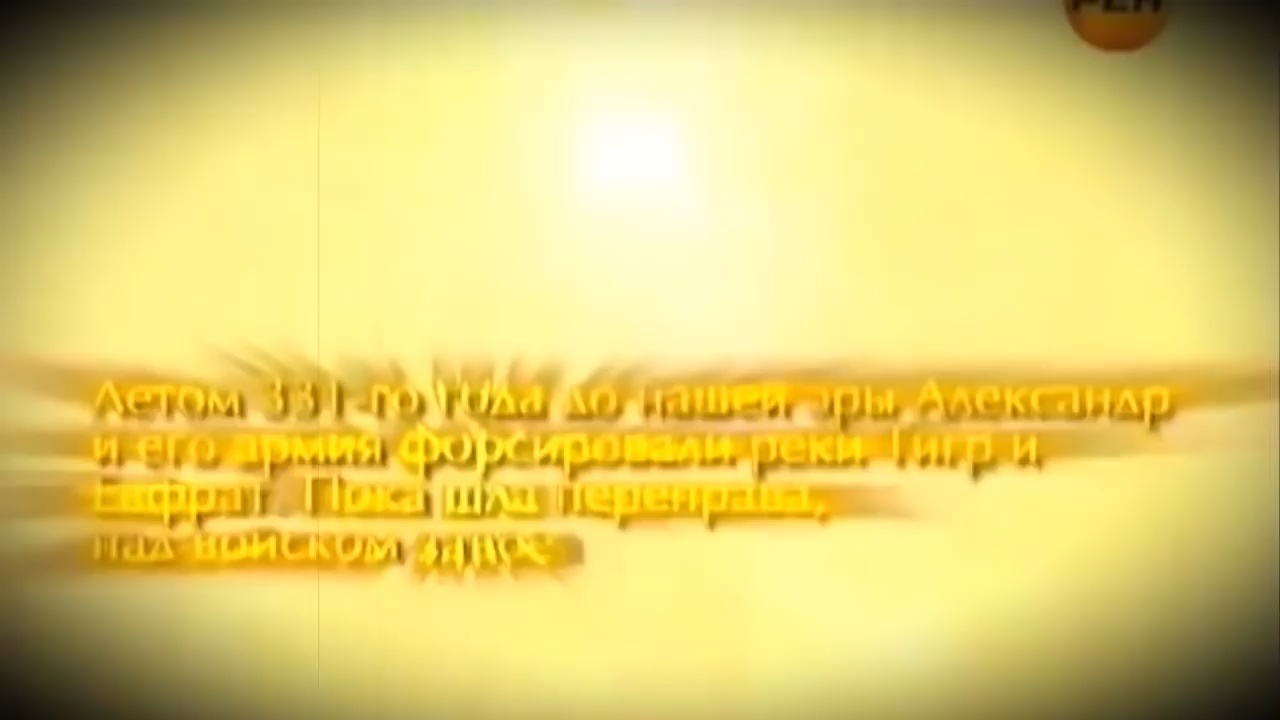 РЕН
Летом 331-го года до нашей эры Александр
и его армия форсировали реки Тигр и
Евфрат. Пока шла переправа,
над войском